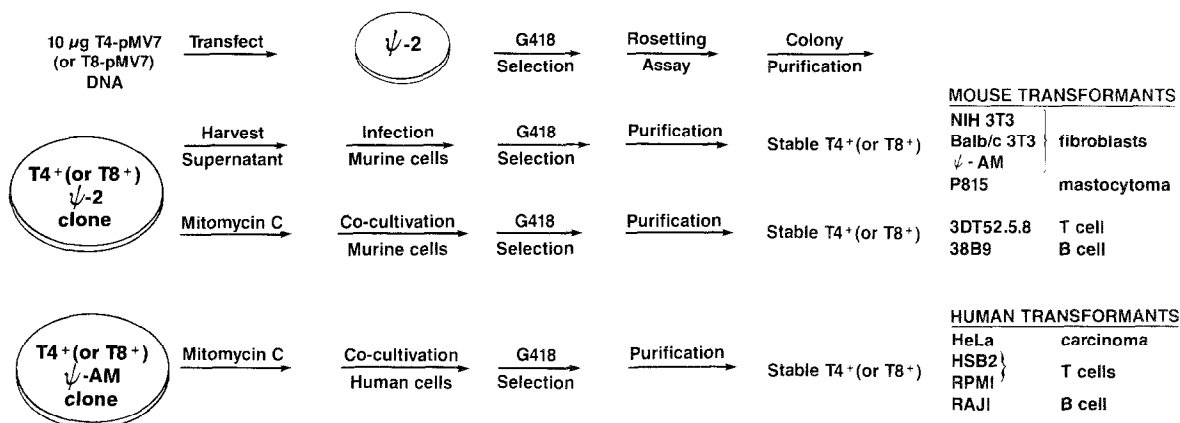 10 µg T4-pMV7
(or T8-pMV7)
DNA
Transfect
ψ-2
G418
Selection
Rosetting
Assay
Colony
Purification
MOUSE TRANSFORMANTS
T4⁺(or T8⁺)
ψ-2
clone
Harvest
Supernatant
Infection
Murine cells
G418
Selection
Purification
Stable T4⁺(or T8⁺)
NIH 3T3
Balb/c 3T3
ψ-AM
fibroblasts
P815 mastocytoma
Mitomycin C
Co-cultivation
Murine cells
G418
Selection
Purification
Stable T4⁺(or T8⁺)
3DT52.5.8 T cell
38B9 B cell
T4⁺(or T8⁺)
ψ-AM
clone
Mitomycin C
Co-cultivation
Human cells
G418
Selection
Purification
Stable T4⁺(or T8⁺)
HUMAN TRANSFORMANTS
HeLa carcinoma
HSB2
RPMI
T cells
RAJI B cell